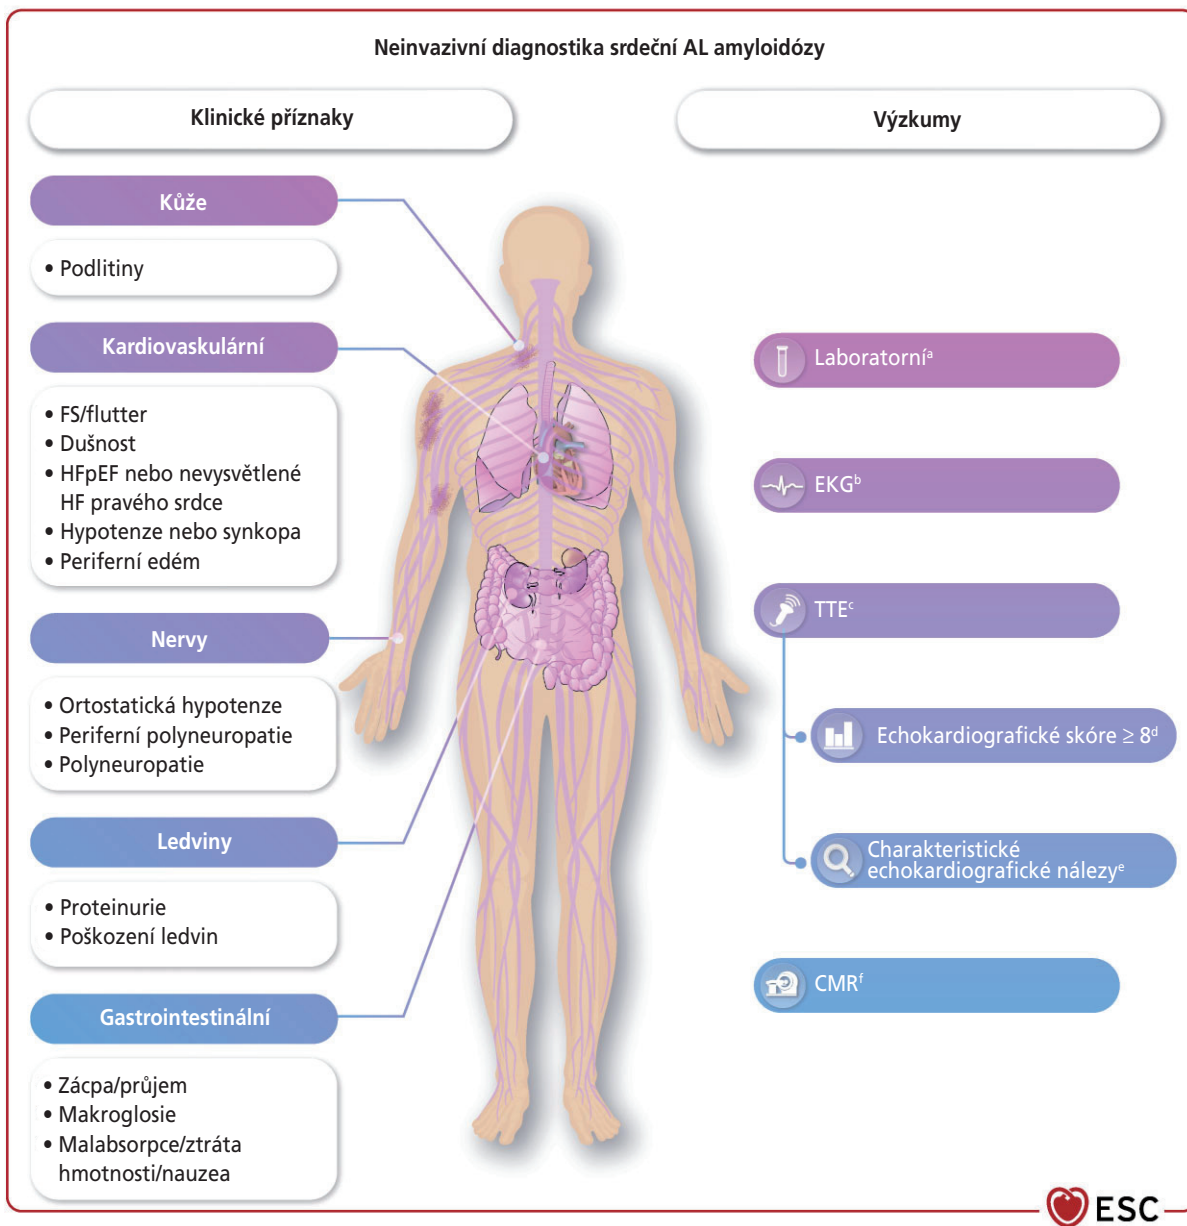 Neinvazivní diagnostika srdeční AL amyloidózy
Klinické příznaky
Kůže
• Podlitiny
Kardiovaskulární
• FS/flutter
• Dušnost
• HFpEF nebo nevysvětlené
HF pravého srdce
• Hypotenze nebo synkopa
• Periferní edém
Nervy
• Ortostatická hypotenze
• Periferní polyneuropatie
• Polyneuropatie
Ledviny
• Proteinurie
• Poškození ledvin
Gastrointestinální
• Zácpa/průjem
• Makroglosie
• Malabsorpce/ztráta
hmotnosti/nauzea
Výzkumy
Laboratorníᵃ
EKGᵇ
TTEᶜ
Echokardiografické skóre ≥ 8ᵈ
Charakteristické
echokardiografické nálezyᵉ
CMRᶠ
ESC